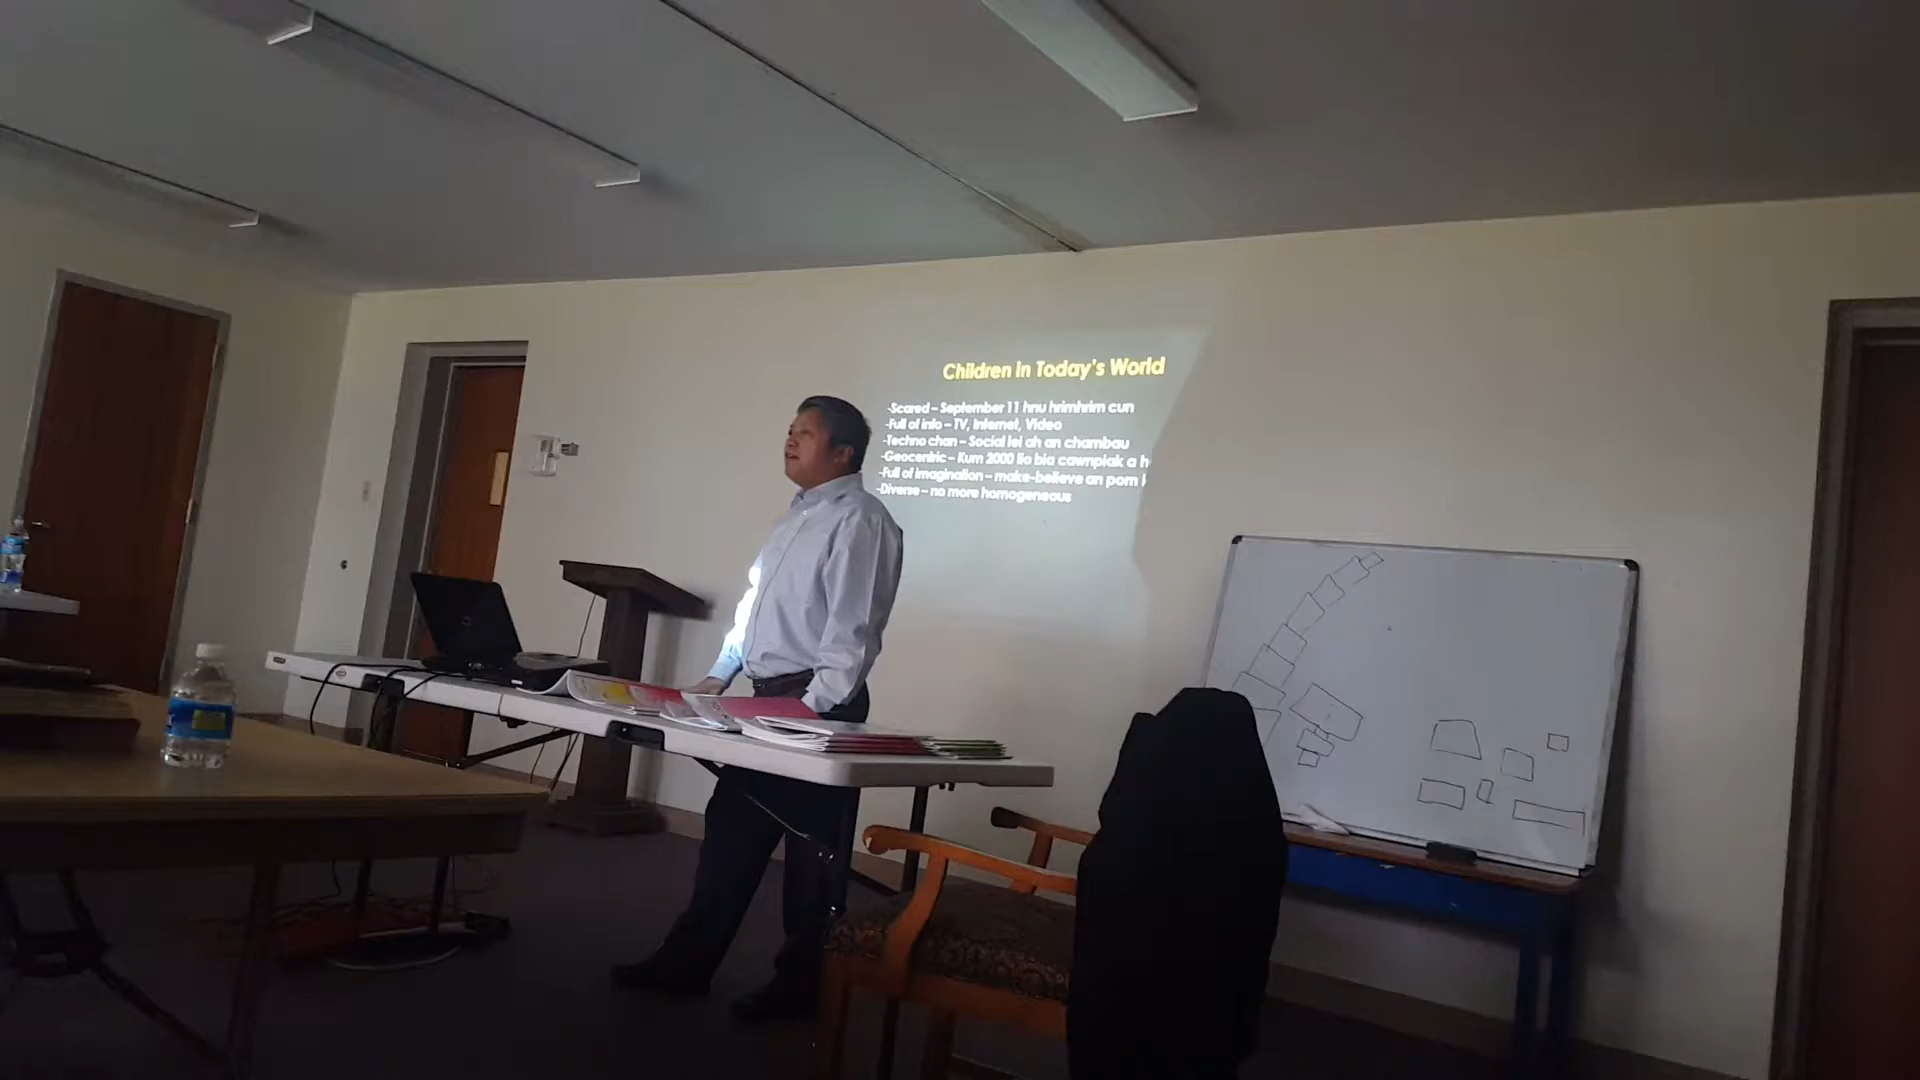 Children in Today's World
-Scared – September 11 hnu hrimhrim cun
-Full of info – TV, Internet, Video
-Techno chan – Social lei ah an chambau
-Geocentric – Kum 2000 lio bia cawnpiak a h
-Full of imagination – make-believe an porn
-Diverse – no more homogeneous